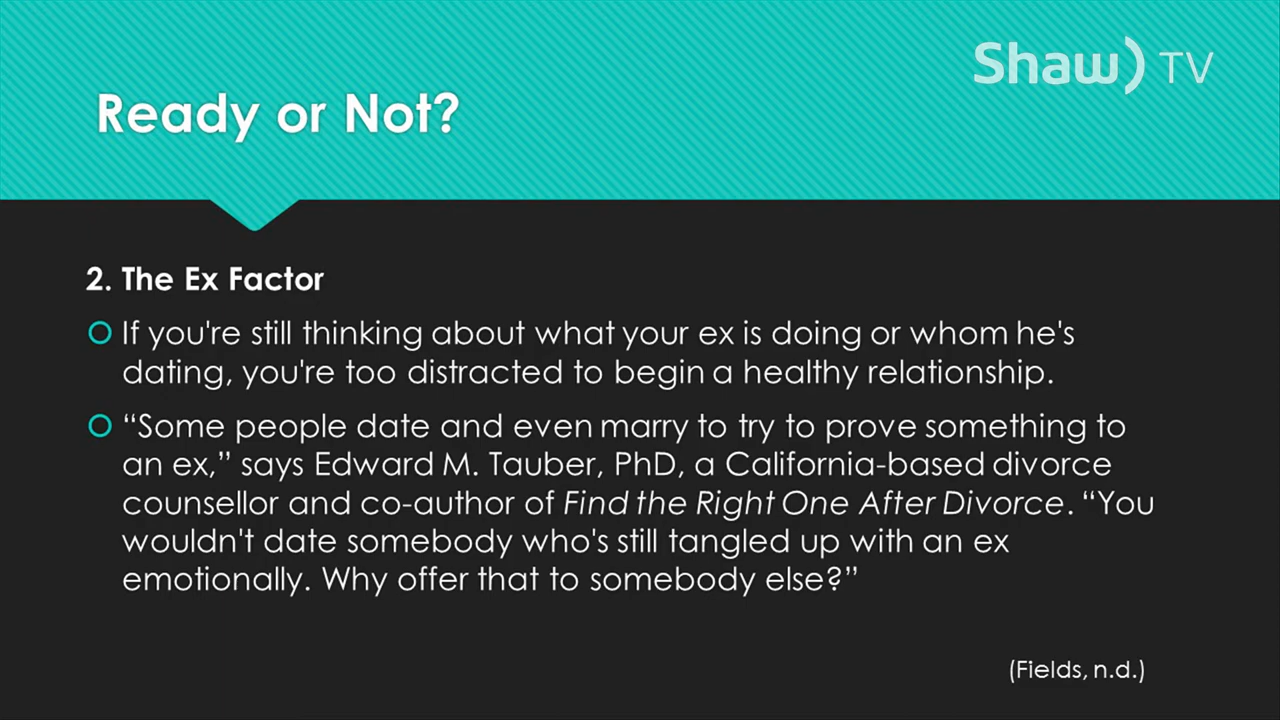 Shaw) TV
Ready or Not?
2. The Ex Factor
If you're still thinking about what your ex is doing or whom he's
dating, you're too distracted to begin a healthy relationship.
“Some people date and even marry to try to prove something to
an ex,” says Edward M. Tauber, PhD, a California-based divorce
counsellor and co-author of Find the Right One After Divorce. “You
wouldn't date somebody who's still tangled up with an ex
emotionally. Why offer that to somebody else?”
(Fields, n.d.)